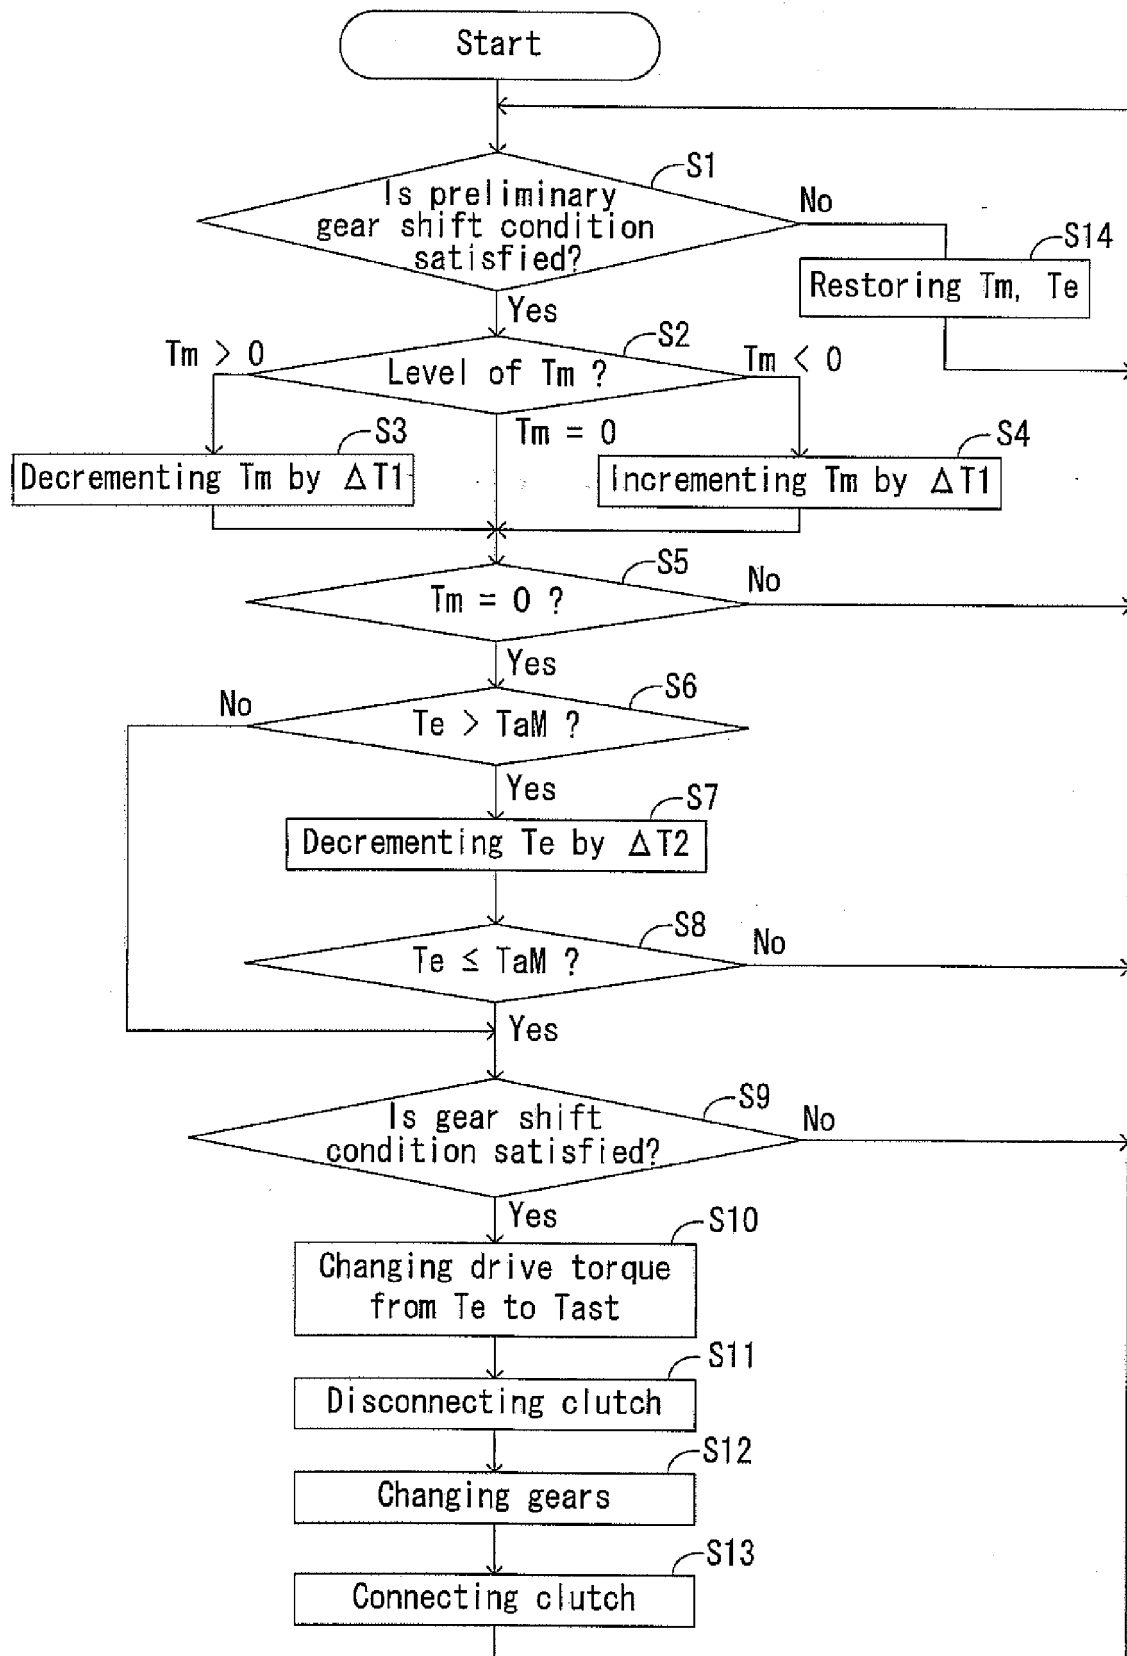 Start
S1
Is preliminary
gear shift condition
satisfied?
No
S14
Restoring Tm, Te
Yes
S2
Tm > 0
Level of Tm ?
Tm < 0
Tm = 0
S3
Decrementing Tm by ΔT1
S4
Incrementing Tm by ΔT1
S5
Tm = 0 ?
No
Yes
S6
No
Te > TaM ?
Yes
S7
Decrementing Te by ΔT2
S8
Te ≤ TaM ?
No
Yes
S9
Is gear shift
condition satisfied?
No
Yes
S10
Changing drive torque
from Te to Tast
S11
Disconnecting clutch
S12
Changing gears
S13
Connecting clutch